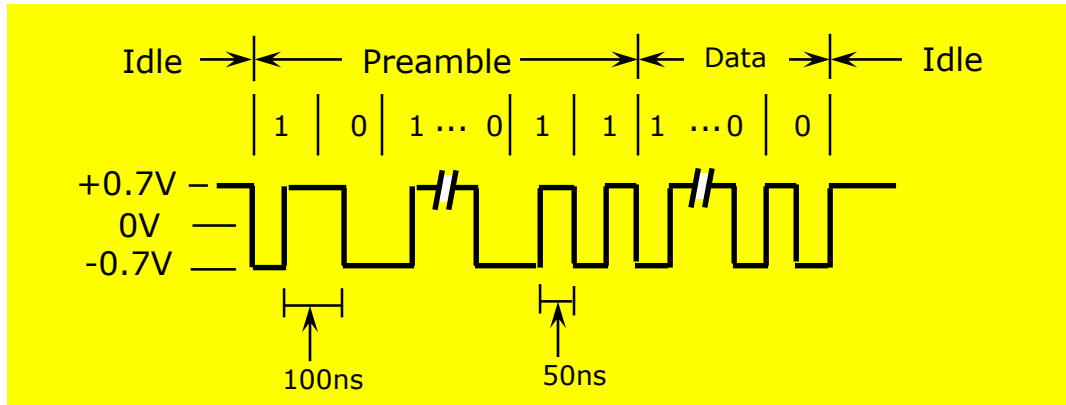 Idle Preamble Data Idle
1 0 1 ... 0 1 1 1 ...0 0
+0.7V
0V
-0.7V
100ns 50ns